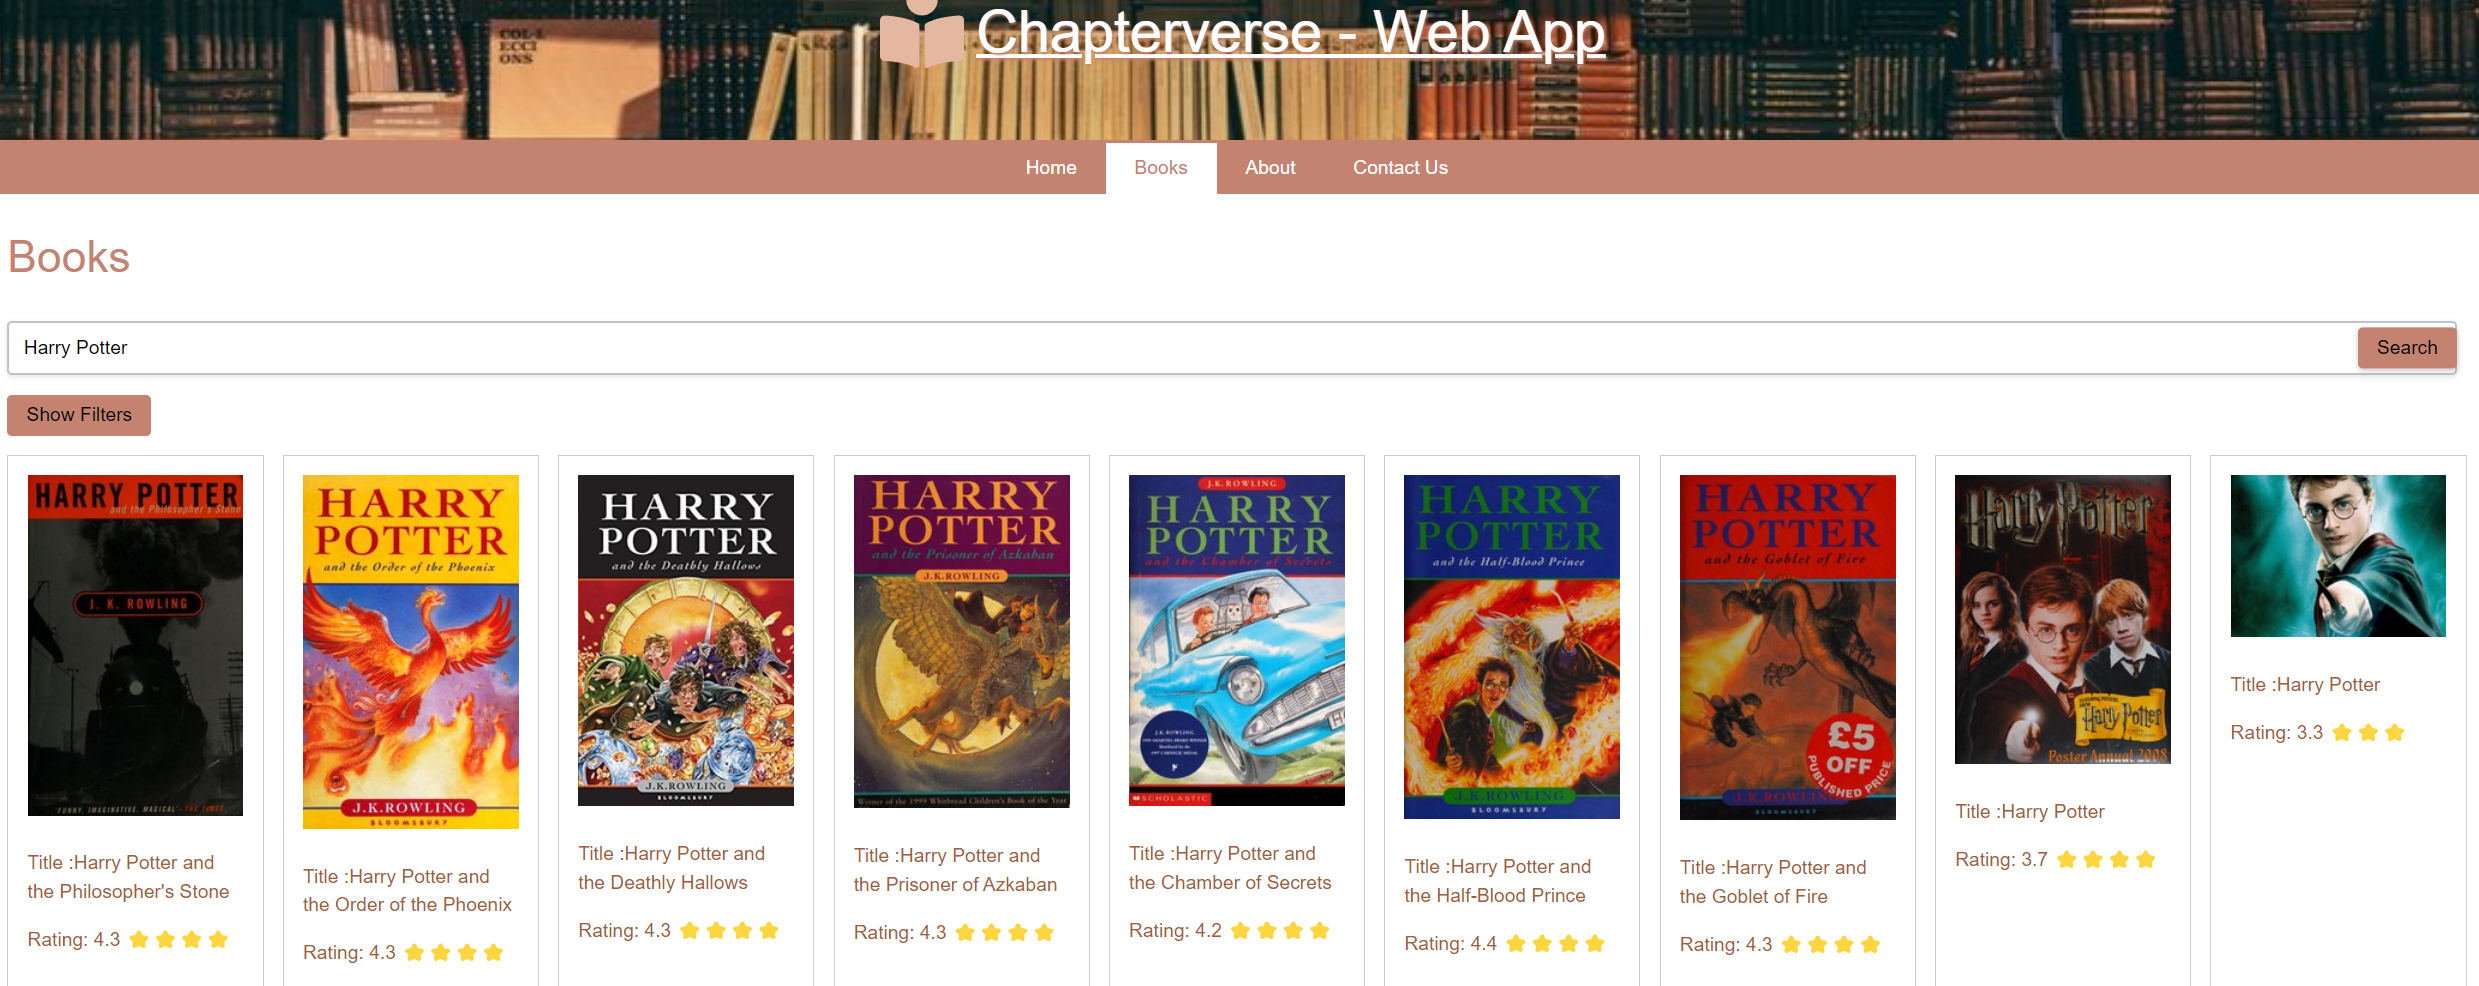 COL·L
ECCI
ONS
Chapterverse - Web App
Home
Books
About
Contact Us
Books
Harry Potter
Search
Show Filters
HARRY POTTER
and the Philosopher's Stone
J. K. ROWLING
'FUNNY, IMAGINATIVE, MAGICAL' - THE TIMES
Title :Harry Potter and
the Philosopher's Stone
Rating: 4.3
HARRY
POTTER
and the Order of the Phoenix
J.K.ROWLING
BLOOMSBURY
Title :Harry Potter and
the Order of the Phoenix
Rating: 4.3
HARRY
POTTER
and the Deathly Hallows
J.K.ROWLING
BLOOMSBURY
Title :Harry Potter and
the Deathly Hallows
Rating: 4.3
HARRY
POTTER
and the Prisoner of Azkaban
J.K.ROWLING
Winner of the 1999 Whitbread Children's Book of the Year
Title :Harry Potter and
the Prisoner of Azkaban
Rating: 4.3
J.K.ROWLING
HARRY
POTTER
and the Chamber of Secrets
J.K. ROWLING
SCHOLASTIC
Title :Harry Potter and
the Chamber of Secrets
Rating: 4.2
HARRY
POTTER
and the Half-Blood Prince
J.K.ROWLING
BLOOMSBURY
Title :Harry Potter and
the Half-Blood Prince
Rating: 4.4
HARRY
POTTER
and the Goblet of Fire
£5
OFF
PUBLISHED PRICE
J.K.ROWLING
BLOOMSBURY
Title :Harry Potter and
the Goblet of Fire
Rating: 4.3
Harry Potter
Harry Potter
Poster Annual 2008
Title :Harry Potter
Rating: 3.7
Title :Harry Potter
Rating: 3.3